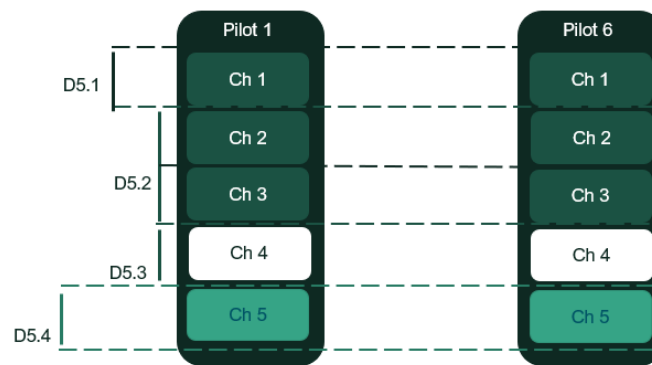 Pilot 1 Pilot 6
D5.1 Ch 1 Ch 1
Ch 2 Ch 2
D5.2 Ch 3 Ch 3
Ch 4 Ch 4
D5.3
Ch 5 Ch 5
D5.4